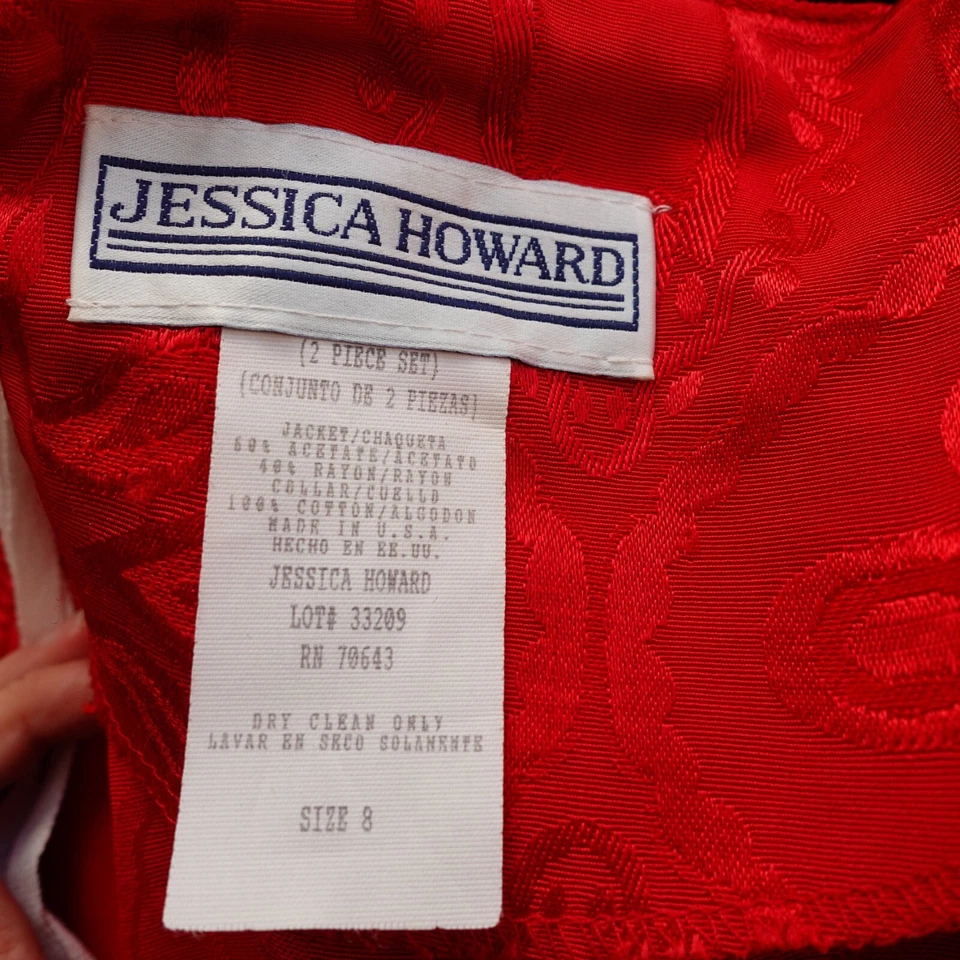 JESSICA HOWARD
(2 PIECE SET)
(CONJUNTO DE 2 PIEZAS)
JACKET/CHAQUETA
60% ACETATE/ACETATO
40% RAYON/RAYON
COLLAR/CUELLO
100% COTTON/ALGODON
MADE IN U.S.A.
HECHO EN EE.UU.
JESSICA HOWARD
LOT# 33209
RN 70643
DRY CLEAN ONLY
LAVAR EN SECO SOLAMENTE
SIZE 8